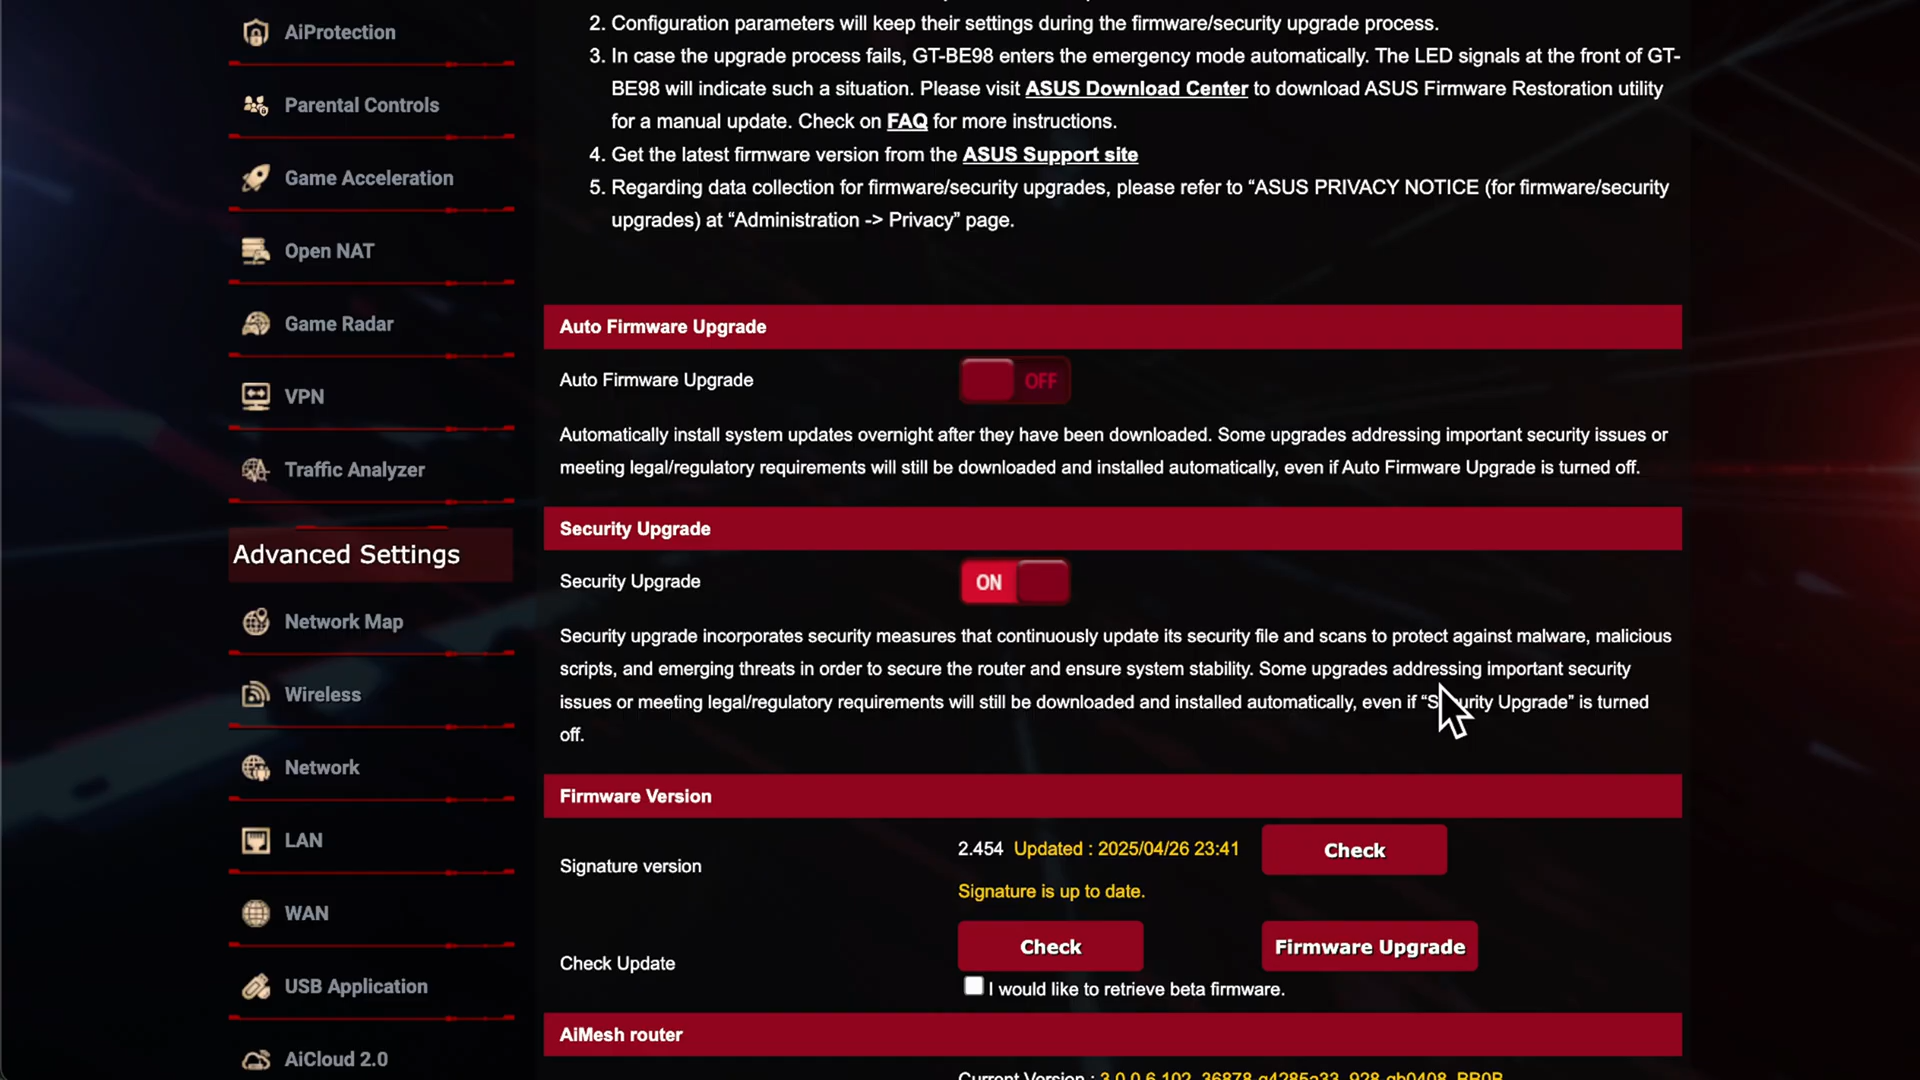 AiProtection
Parental Controls
Game Acceleration
Open NAT
Game Radar
VPN
Traffic Analyzer
Advanced Settings
Network Map
Wireless
Network
LAN
WAN
USB Application
AiCloud 2.0
2. Configuration parameters will keep their settings during the firmware/security upgrade process.
3. In case the upgrade process fails, GT-BE98 enters the emergency mode automatically. The LED signals at the front of GT-
BE98 will indicate such a situation. Please visit ASUS Download Center to download ASUS Firmware Restoration utility
for a manual update. Check on FAQ for more instructions.
4. Get the latest firmware version from the ASUS Support site
5. Regarding data collection for firmware/security upgrades, please refer to “ASUS PRIVACY NOTICE (for firmware/security
upgrades) at “Administration -> Privacy” page.
Auto Firmware Upgrade
Auto Firmware Upgrade OFF
Automatically install system updates overnight after they have been downloaded. Some upgrades addressing important security issues or
meeting legal/regulatory requirements will still be downloaded and installed automatically, even if Auto Firmware Upgrade is turned off.
Security Upgrade
Security Upgrade ON
Security upgrade incorporates security measures that continuously update its security file and scans to protect against malware, malicious
scripts, and emerging threats in order to secure the router and ensure system stability. Some upgrades addressing important security
issues or meeting legal/regulatory requirements will still be downloaded and installed automatically, even if “Security Upgrade” is turned
off.
Firmware Version
Signature version 2.454 Updated : 2025/04/26 23:41 Check
Signature is up to date.
Check Update Check Firmware Upgrade
I would like to retrieve beta firmware.
AiMesh router
Current Version :